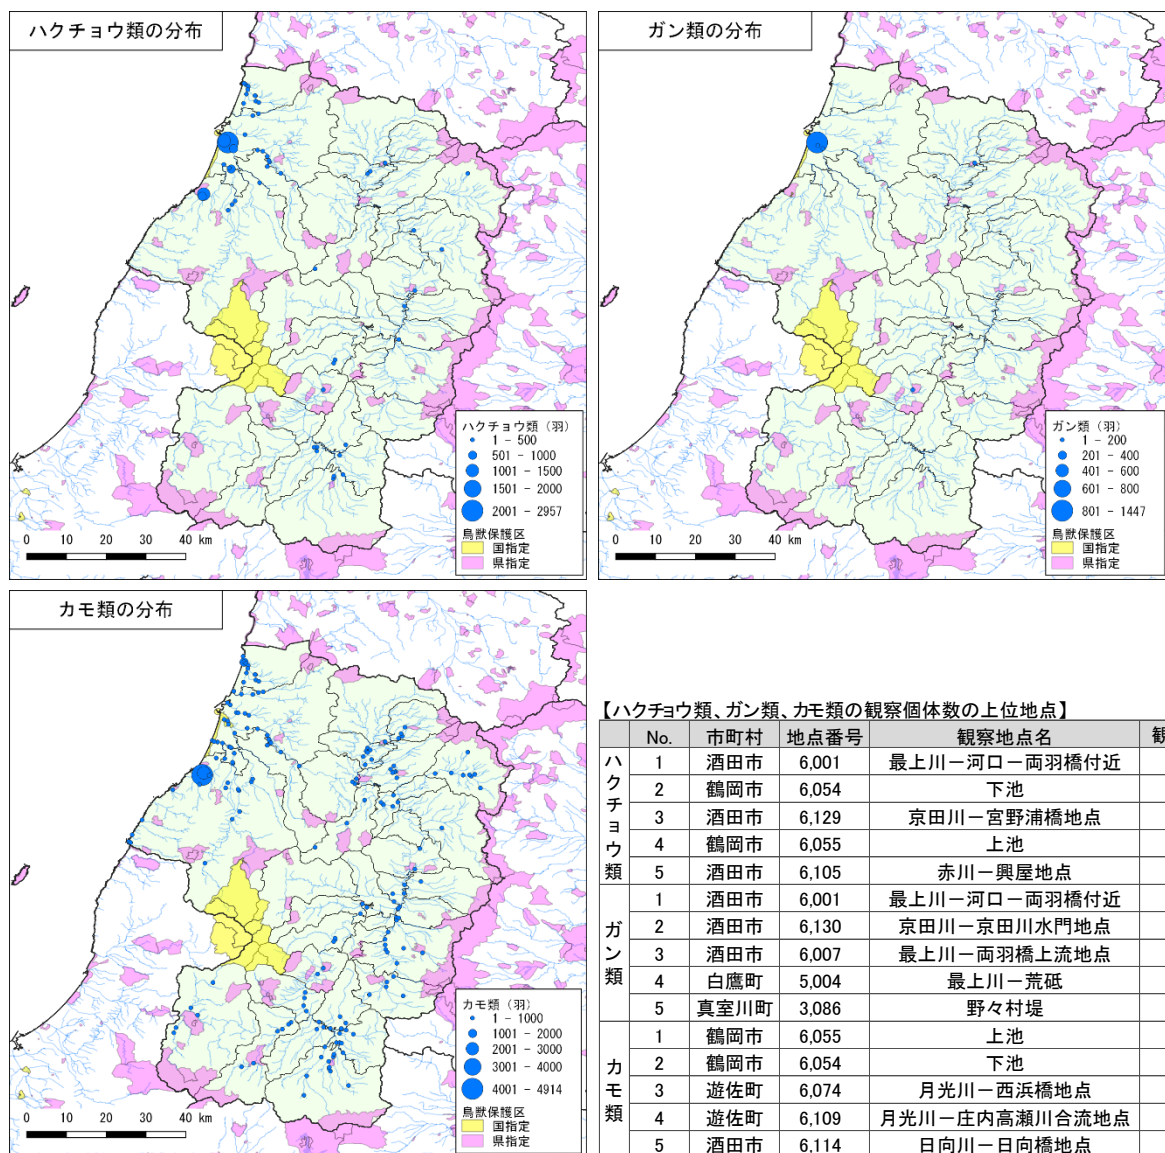 ハクチョウ類の分布
ハクチョウ類（羽）
1 - 500
501 - 1000
1001 - 1500
1501 - 2000
2001 - 2957
鳥獣保護区
国指定
県指定
0 10 20 30 40 km
ガン類の分布
ガン類（羽）
1 - 200
201 - 400
401 - 600
601 - 800
801 - 1447
鳥獣保護区
国指定
県指定
0 10 20 30 40 km
カモ類の分布
カモ類（羽）
1 - 1000
1001 - 2000
2001 - 3000
3001 - 4000
4001 - 4914
鳥獣保護区
国指定
県指定
0 10 20 30 40 km
【ハクチョウ類、ガン類、カモ類の観察個体数の上位地点】
No. 市町村 地点番号 観察地点名 観
ハクチョウ類
1 酒田市 6,001 最上川－河口－両羽橋付近
2 鶴岡市 6,054 下池
3 酒田市 6,129 京田川－宮野浦橋地点
4 鶴岡市 6,055 上池
5 酒田市 6,105 赤川－興屋地点
ガン類
1 酒田市 6,001 最上川－河口－両羽橋付近
2 酒田市 6,130 京田川－京田川水門地点
3 酒田市 6,007 最上川－両羽橋上流地点
4 白鷹町 5,004 最上川－荒砥
5 真室川町 3,086 野々村堤
カモ類
1 鶴岡市 6,055 上池
2 鶴岡市 6,054 下池
3 遊佐町 6,074 月光川－西浜橋地点
4 遊佐町 6,109 月光川－庄内高瀬川合流地点
5 酒田市 6,114 日向川－日向橋地点